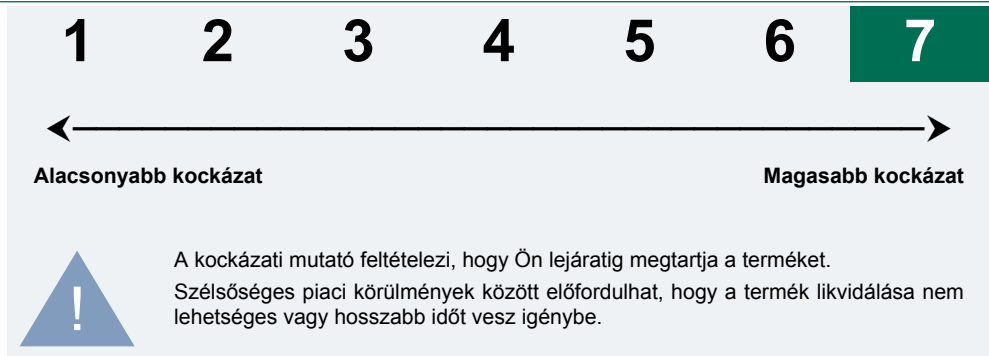 1 2 3 4 5 6 7
Alacsonyabb kockázat Magasabb kockázat
A kockázati mutató feltételezi, hogy Ön lejáratig megtartja a terméket.
Szélsőséges piaci körülmények között előfordulhat, hogy a termék likvidálása nem
lehetséges vagy hosszabb időt vesz igénybe.
!